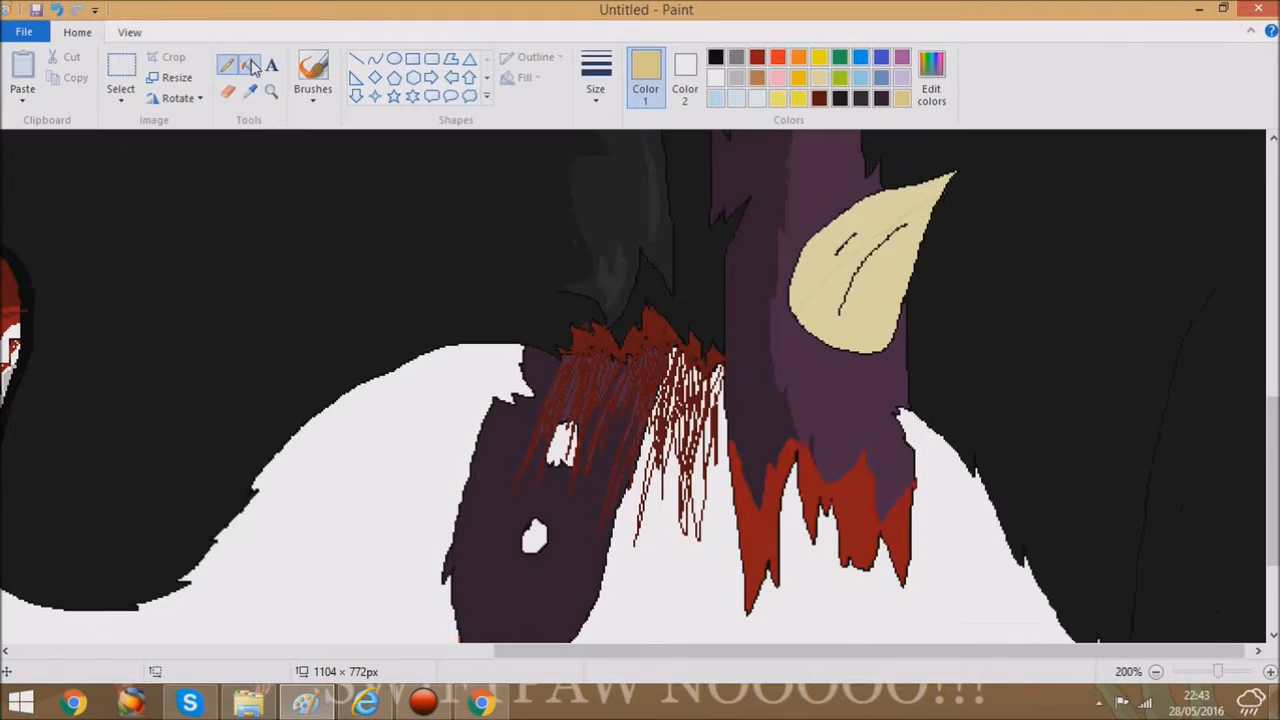 Untitled - Paint
File
Home
View
Paste
Cut
Copy
Clipboard
Select
Crop
Resize
Rotate
Image
A
Tools
Brushes
Outline
Fill
Shapes
Size
Color 1
Color 2
Edit colors
Colors
1104 × 772px
200%
SWIFTPAW NOOOOO!!!
22:43
28/05/2016